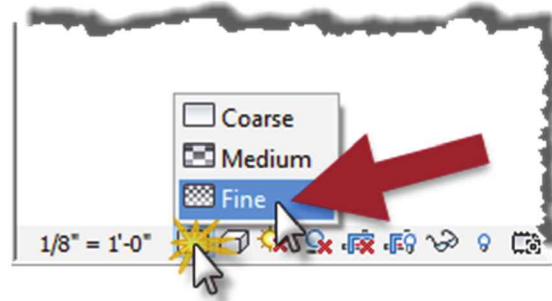 Coarse
Medium
Fine
1/8" = 1'-0"